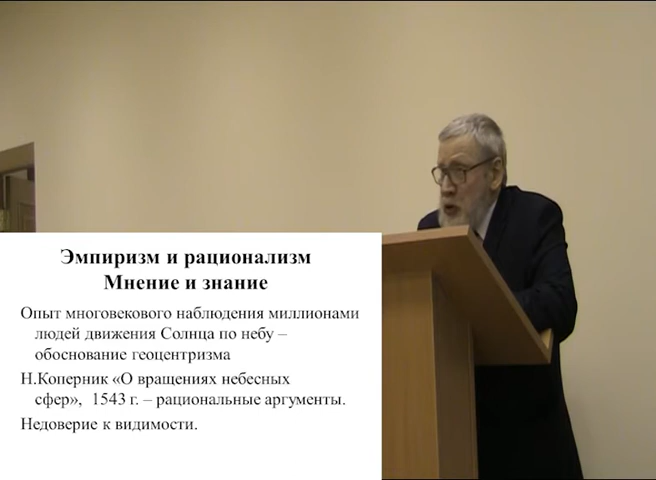 Эмпиризм и рационализм
Мнение и знание
Опыт многовекового наблюдения миллионами
людей движения Солнца по небу –
обоснование геоцентризма
Н.Коперник «О вращениях небесных
сфер», 1543 г. – рациональные аргументы.
Недоверие к видимости.